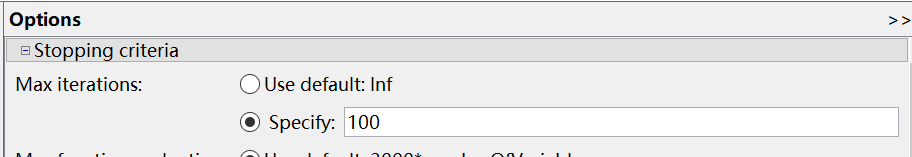 Options >>
Stopping criteria
Max iterations: Use default: Inf
Specify: 100